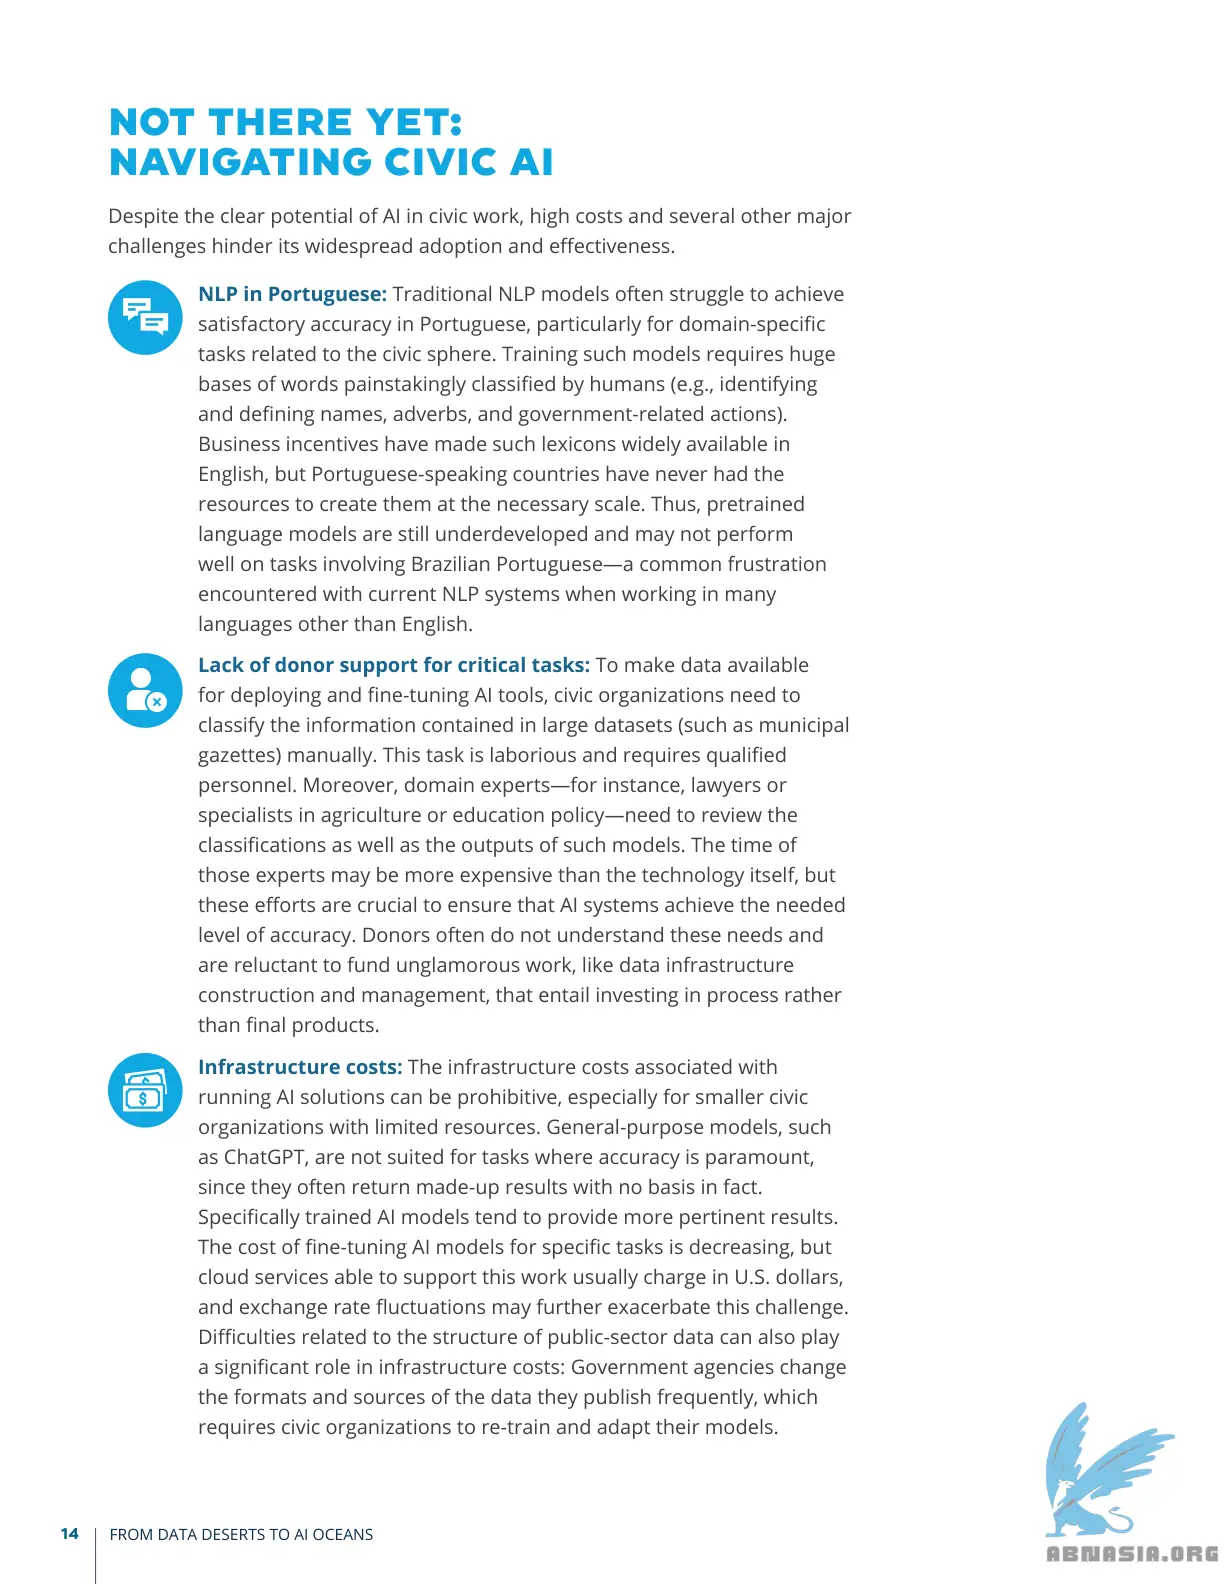 NOT THERE YET:
NAVIGATING CIVIC AI
Despite the clear potential of AI in civic work, high costs and several other major
challenges hinder its widespread adoption and effectiveness.
NLP in Portuguese: Traditional NLP models often struggle to achieve
satisfactory accuracy in Portuguese, particularly for domain-specific
tasks related to the civic sphere. Training such models requires huge
bases of words painstakingly classified by humans (e.g., identifying
and defining names, adverbs, and government-related actions).
Business incentives have made such lexicons widely available in
English, but Portuguese-speaking countries have never had the
resources to create them at the necessary scale. Thus, pretrained
language models are still underdeveloped and may not perform
well on tasks involving Brazilian Portuguese—a common frustration
encountered with current NLP systems when working in many
languages other than English.
Lack of donor support for critical tasks: To make data available
for deploying and fine-tuning AI tools, civic organizations need to
classify the information contained in large datasets (such as municipal
gazettes) manually. This task is laborious and requires qualified
personnel. Moreover, domain experts—for instance, lawyers or
specialists in agriculture or education policy—need to review the
classifications as well as the outputs of such models. The time of
those experts may be more expensive than the technology itself, but
these efforts are crucial to ensure that AI systems achieve the needed
level of accuracy. Donors often do not understand these needs and
are reluctant to fund unglamorous work, like data infrastructure
construction and management, that entail investing in process rather
than final products.
Infrastructure costs: The infrastructure costs associated with
running AI solutions can be prohibitive, especially for smaller civic
organizations with limited resources. General-purpose models, such
as ChatGPT, are not suited for tasks where accuracy is paramount,
since they often return made-up results with no basis in fact.
Specifically trained AI models tend to provide more pertinent results.
The cost of fine-tuning AI models for specific tasks is decreasing, but
cloud services able to support this work usually charge in U.S. dollars,
and exchange rate fluctuations may further exacerbate this challenge.
Difficulties related to the structure of public-sector data can also play
a significant role in infrastructure costs: Government agencies change
the formats and sources of the data they publish frequently, which
requires civic organizations to re-train and adapt their models.
14 FROM DATA DESERTS TO AI OCEANS
ABNASIA.ORG